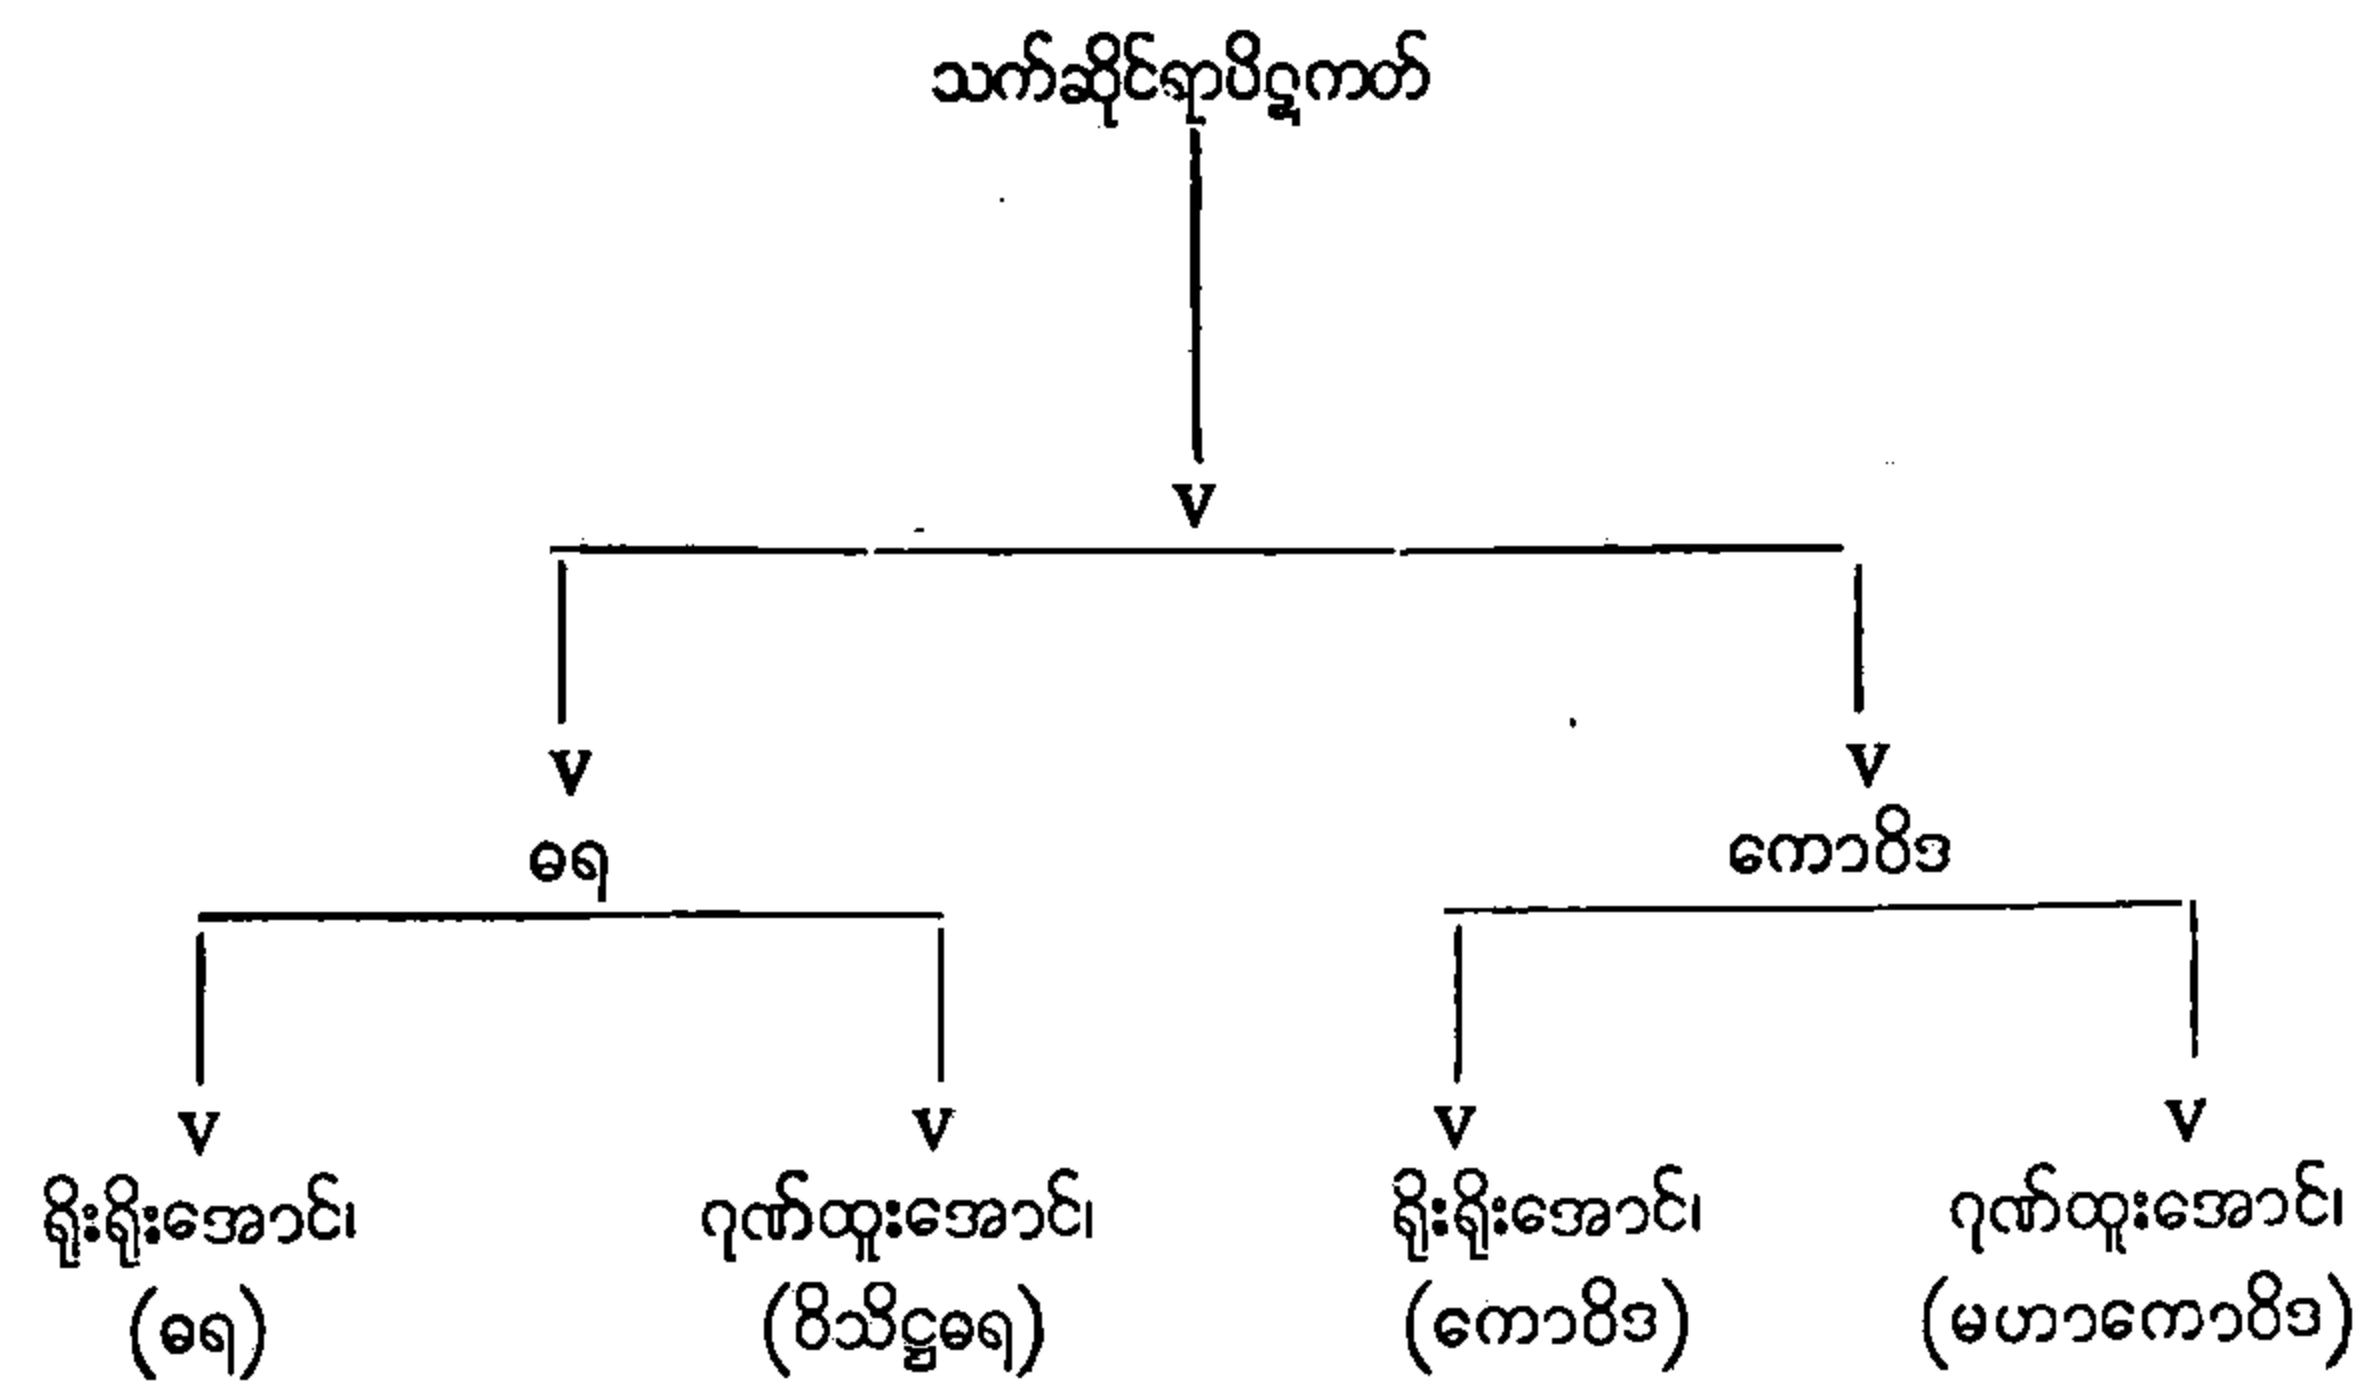 သက်ဆိုင်ရာပိဋကတ်
ဓရ
ကောဝိဒ
ရိုးရိုးအောင်၊
(ဓရ)
ဂုဏ်ထူးအောင်၊
(ဝိသိဋ္ဌဓရ)
ရိုးရိုးအောင်၊
(ကောဝိဒ)
ဂုဏ်ထူးအောင်၊
(မဟာကောဝိဒ)